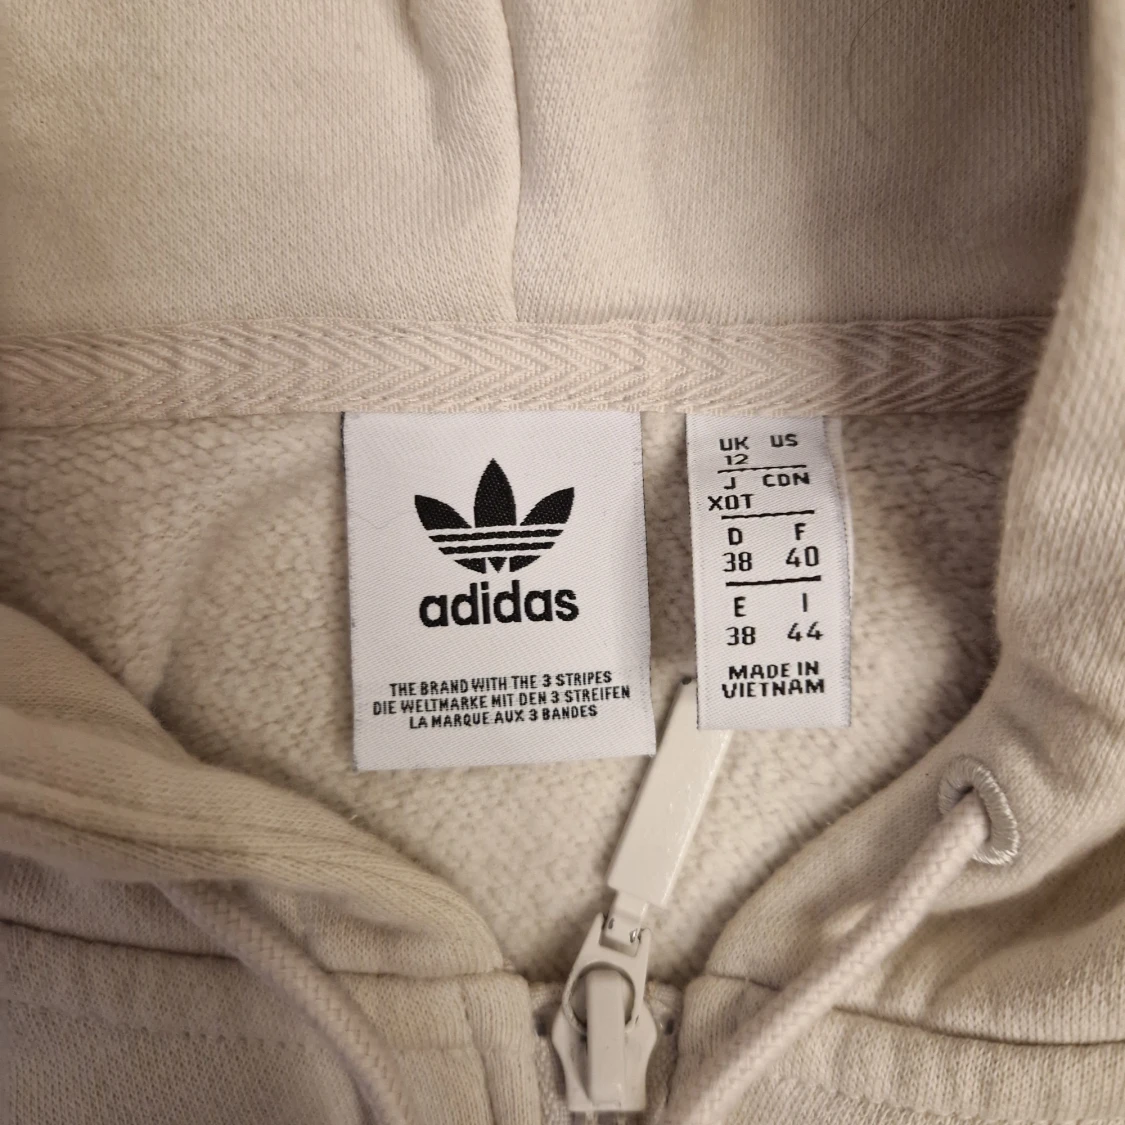 adidas
THE BRAND WITH THE 3 STRIPES
DIE WELTMARKE MIT DEN 3 STREIFEN
LA MARQUE AUX 3 BANDES
UK US
12
J CDN
XOT
D F
38 40
E I
38 44
MADE IN
VIETNAM